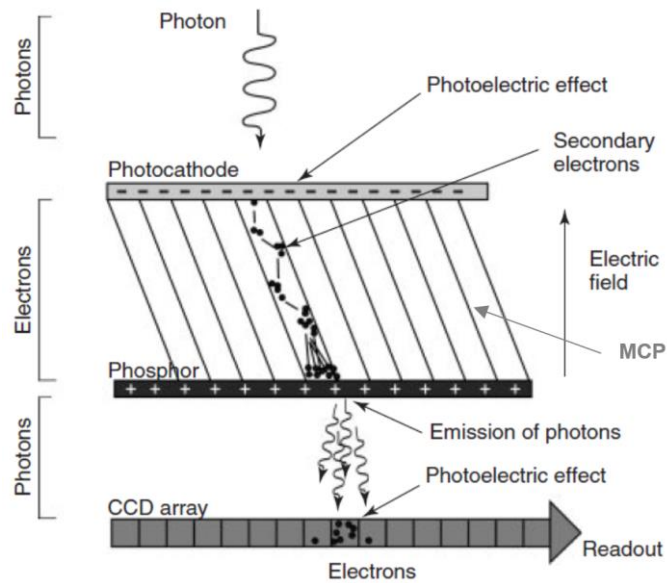 Photon
Photons
Photoelectric effect
Secondary
electrons
Photocathode
- - - - - - - - - - - - - - - - - - - -
Electrons
Electric
field
MCP
Phosphor
+ + + + + + + + + + + + + +
Emission of photons
Photons
Photoelectric effect
CCD array
Readout
Electrons